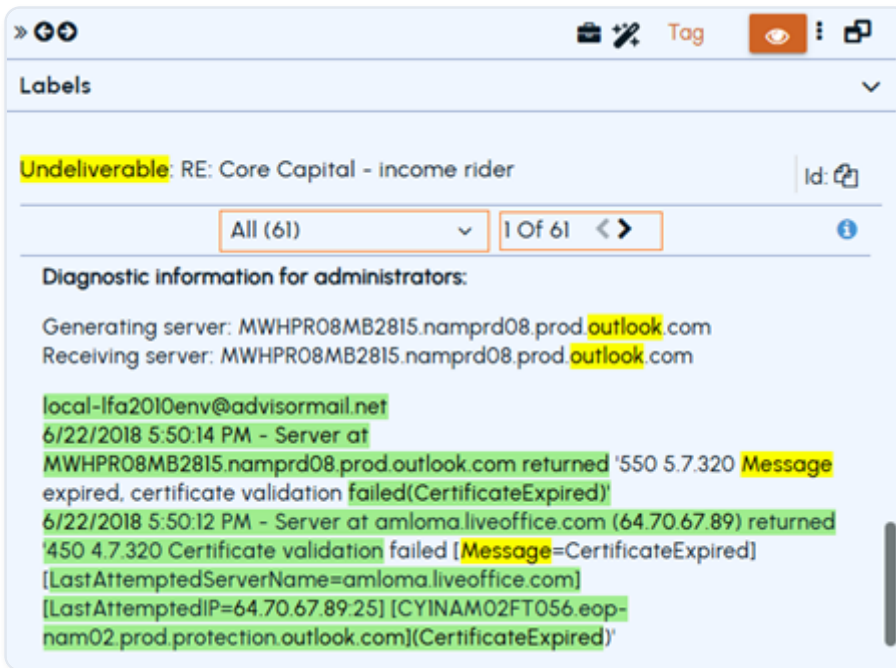 Tag
Labels
Undeliverable: RE: Core Capital - income rider
Id:
All (61)
1 Of 61
Diagnostic information for administrators:
Generating server: MWHPR08MB2815.namprd08.prod.outlook.com
Receiving server: MWHPR08MB2815.namprd08.prod.outlook.com
local-lfa2010env@advisormail.net
6/22/2018 5:50:14 PM - Server at
MWHPR08MB2815.namprd08.prod.outlook.com returned '550 5.7.320 Message
expired, certificate validation failed(CertificateExpired)'
6/22/2018 5:50:12 PM - Server at amloma.liveoffice.com (64.70.67.89) returned
'450 4.7.320 Certificate validation failed [Message=CertificateExpired]
[LastAttemptedServerName=amloma.liveoffice.com]
[LastAttemptedIP=64.70.67.89:25] [CY1NAM02FT056.eop-
nam02.prod.protection.outlook.com](CertificateExpired)'